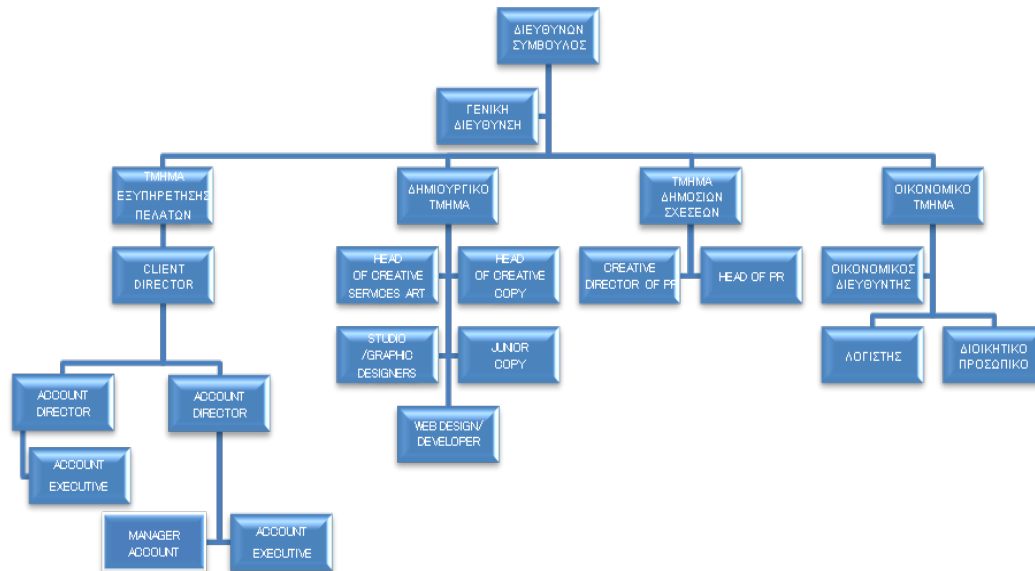 ΔΙΕΥΘΥΝΩΝ
ΣΥΜΒΟΥΛΟΣ
ΓΕΝΙΚΗ
ΔΙΕΥΘΥΝΣΗ
ΤΜΗΜΑ
ΕΞΥΠΗΡΕΤΗΣΗΣ
ΠΕΛΑΤΩΝ
ΔΗΜΙΟΥΡΓΙΚΟ
ΤΜΗΜΑ
ΤΜΗΜΑ
ΔΗΜΟΣΙΩΝ
ΣΧΕΣΕΩΝ
ΟΙΚΟΝΟΜΙΚΟ
ΤΜΗΜΑ
CLIENT
DIRECTOR
HEAD
OF CREATIVE
SERVICES ART
HEAD
OF CREATIVE
COPY
CREATIVE
DIRECTOR OF PR
HEAD OF PR
ΟΙΚΟΝΟΜΙΚΟΣ
ΔΙΕΥΘΥΝΤΗΣ
STUDIO
/GRAPHIC
DESIGNERS
JUNIOR
COPY
ΛΟΓΙΣΤΗΣ
ΔΙΟΙΚΗΤΙΚΟ
ΠΡΟΣΩΠΙΚΟ
ACCOUNT
DIRECTOR
ACCOUNT
DIRECTOR
WEB DESIGN/
DEVELOPER
ACCOUNT
EXECUTIVE
MANAGER
ACCOUNT
ACCOUNT
EXECUTIVE